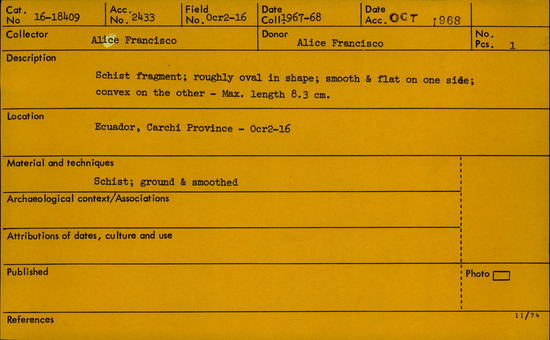 Cat. No. 16-18409 Acc. No. 2433 Field No. Ocr2-16 Date Coll. 1967-68 Date Acc. OCT 1968
Collector Alice Francisco Donor Alice Francisco No. Pcs. 1
Description
Schist fragment; roughly oval in shape; smooth & flat on one side;
convex on the other - Max. length 8.3 cm.
Location
Ecuador, Carchi Province - Ocr2-16
Material and techniques
Schist; ground & smoothed
Archaeological context/Associations
Attributions of dates, culture and use
Published Photo
References 11/74